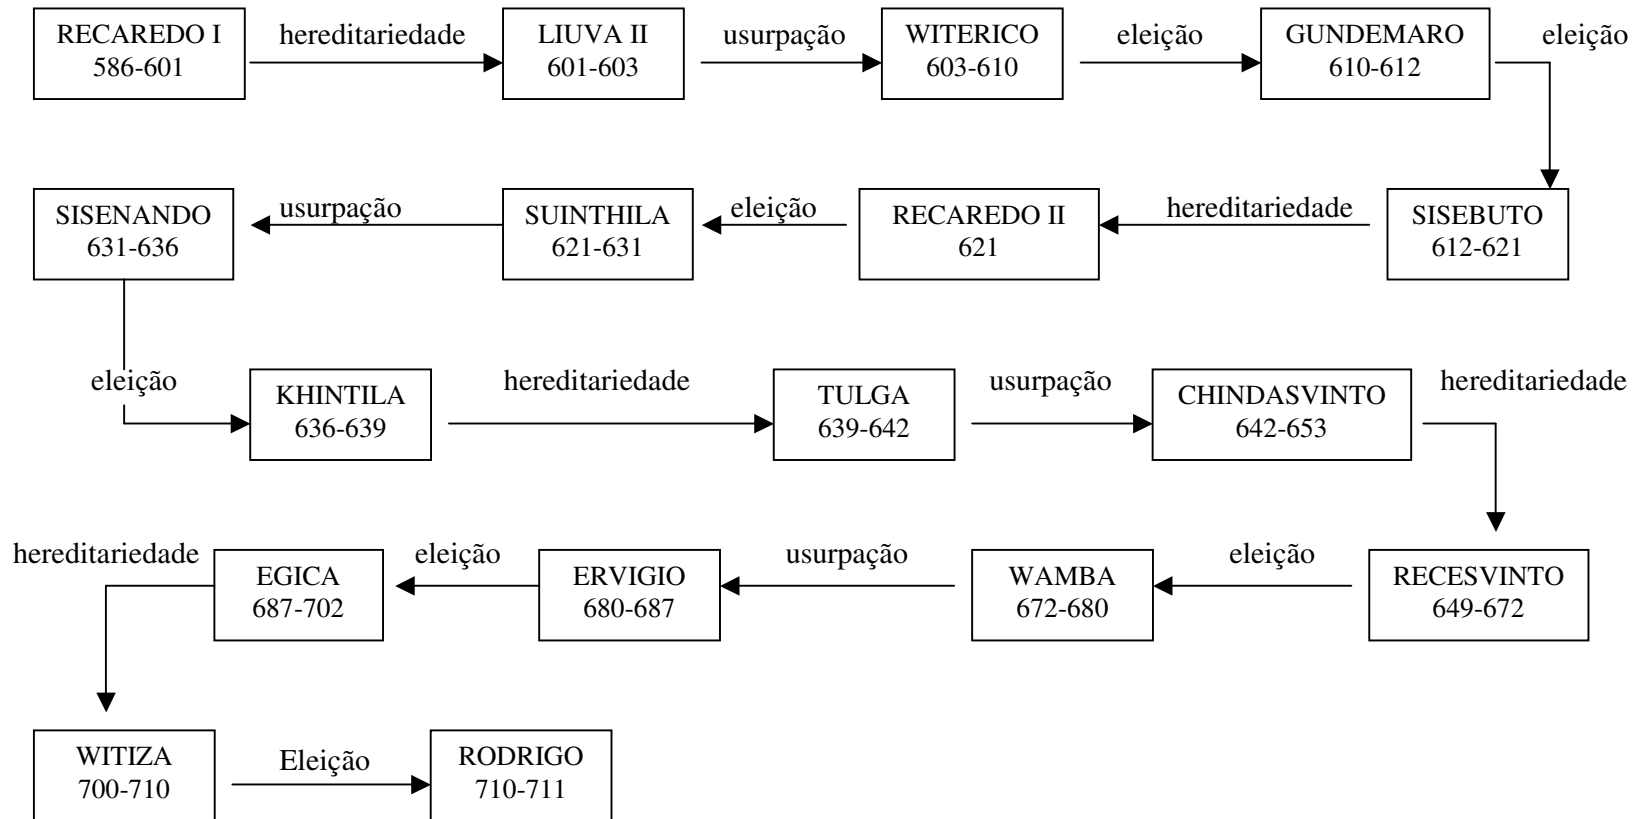 RECAREDO I
586-601
hereditariedade
LIUVA II
601-603
usurpação
WITERICO
603-610
eleição
GUNDEMARO
610-612
eleição
SISEBUTO
612-621
hereditariedade
RECAREDO II
621
eleição
SUINTHILA
621-631
usurpação
SISENANDO
631-636
eleição
KHINTILA
636-639
hereditariedade
TULGA
639-642
usurpação
CHINDASVINTO
642-653
hereditariedade
RECESVINTO
649-672
eleição
WAMBA
672-680
usurpação
ERVIGIO
680-687
eleição
EGICA
687-702
hereditariedade
WITIZA
700-710
Eleição
RODRIGO
710-711